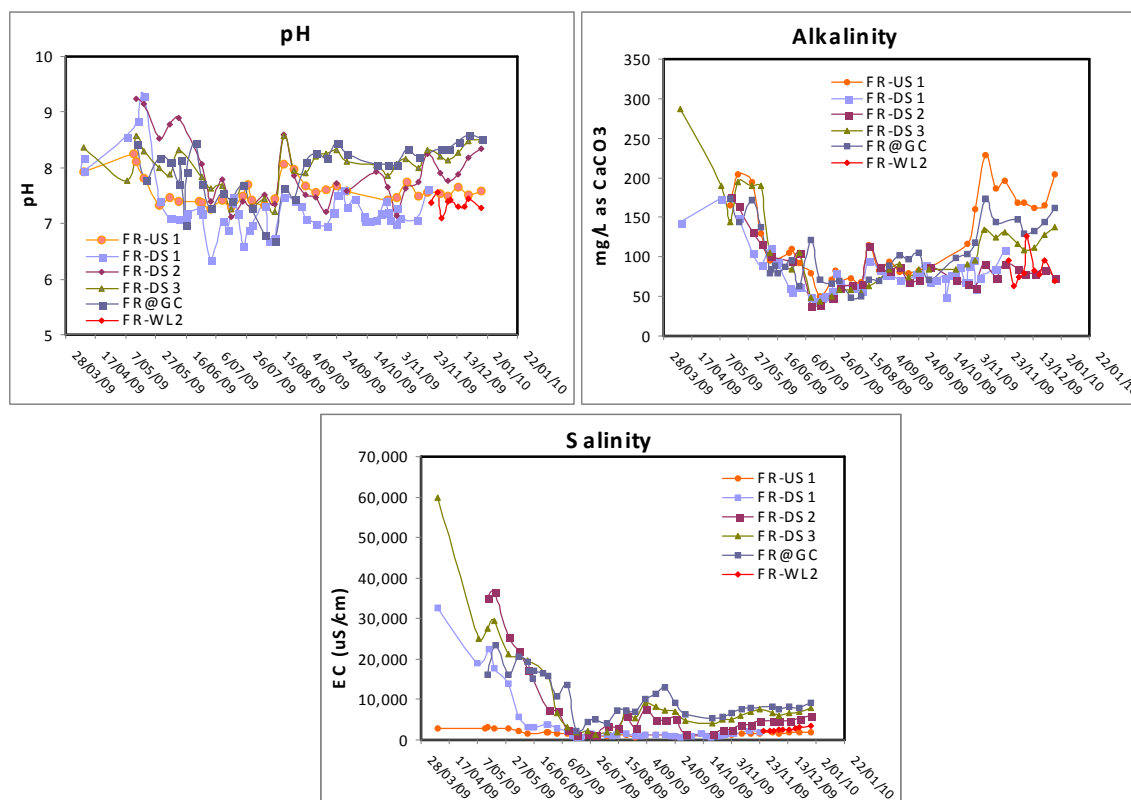 pH
10
9
8
7
6
5
pH
FR-US 1
FR-DS 1
FR-DS 2
FR-DS 3
FR@GC
FR-WL2
28/03/09
17/04/09
7/05/09
27/05/09
16/06/09
6/07/09
26/07/09
15/08/09
4/09/09
24/09/09
14/10/09
3/11/09
23/11/09
13/12/09
2/01/10
22/01/10
Alkalinity
350
300
250
200
150
100
50
0
mg/L as CaCO3
FR-US 1
FR-DS 1
FR-DS 2
FR-DS 3
FR@GC
FR-WL2
28/03/09
17/04/09
7/05/09
27/05/09
16/06/09
6/07/09
26/07/09
15/08/09
4/09/09
24/09/09
14/10/09
3/11/09
23/11/09
13/12/09
2/01/10
22/01/10
Salinity
70,000
60,000
50,000
40,000
30,000
20,000
10,000
0
EC (uS/cm)
FR-US 1
FR-DS 1
FR-DS 2
FR-DS 3
FR@GC
FR-WL2
28/03/09
17/04/09
7/05/09
27/05/09
16/06/09
6/07/09
26/07/09
15/08/09
4/09/09
24/09/09
14/10/09
3/11/09
23/11/09
13/12/09
2/01/10
22/01/10